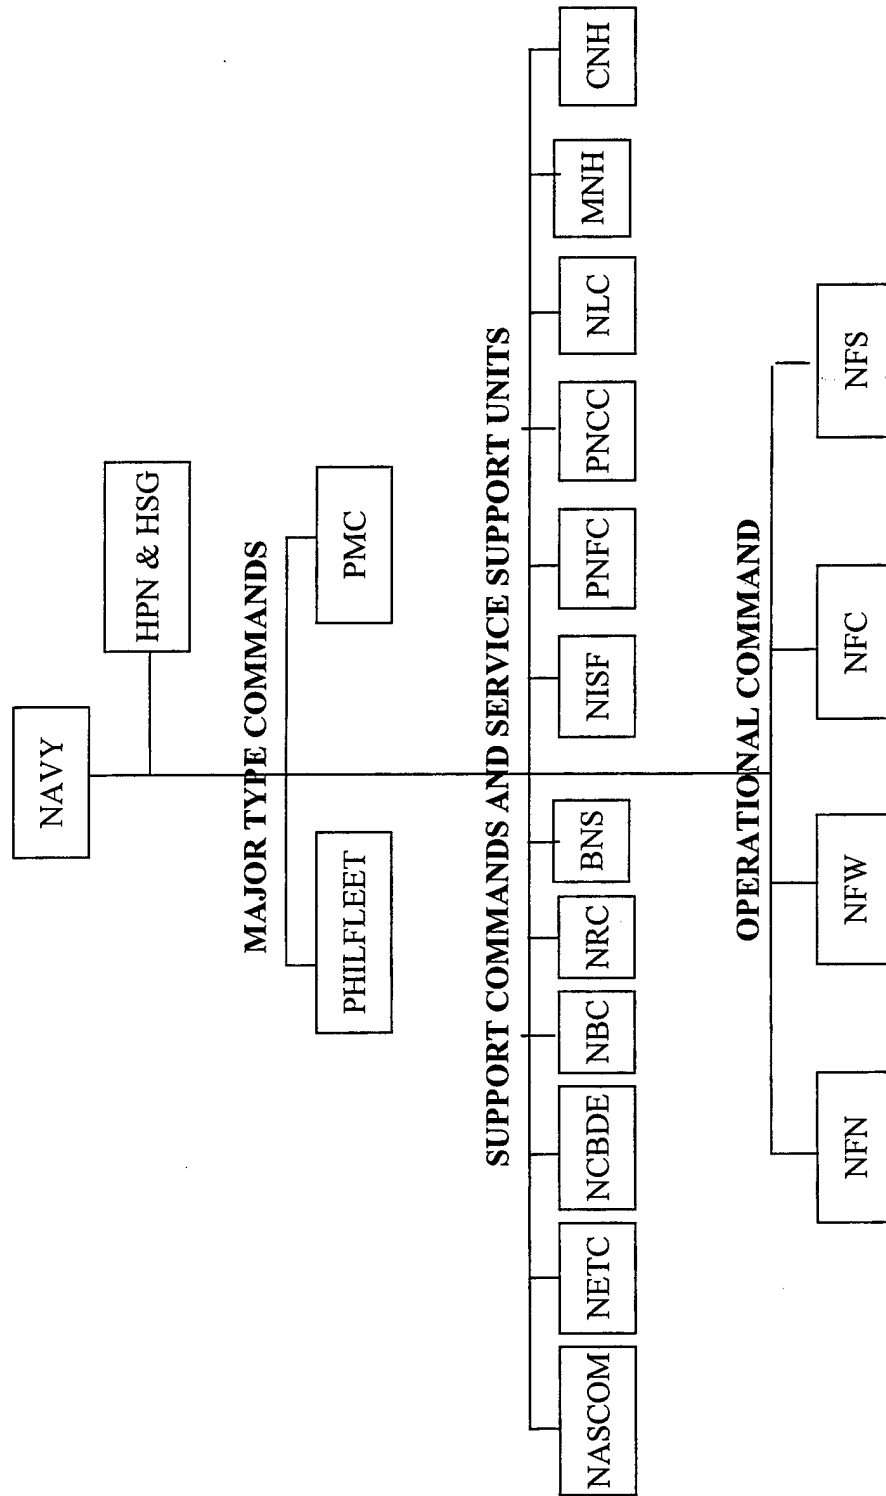 NAVY
HPN & HSG
MAJOR TYPE COMMANDS
PHILFLEET
PMC
SUPPORT COMMANDS AND SERVICE SUPPORT UNITS
NASCOM
NETC
NCBDE
NBC
NRC
BNS
NISF
PNFC
PNCC
NLC
MNH
CNH
OPERATIONAL COMMAND
NFN
NFW
NFC
NFS